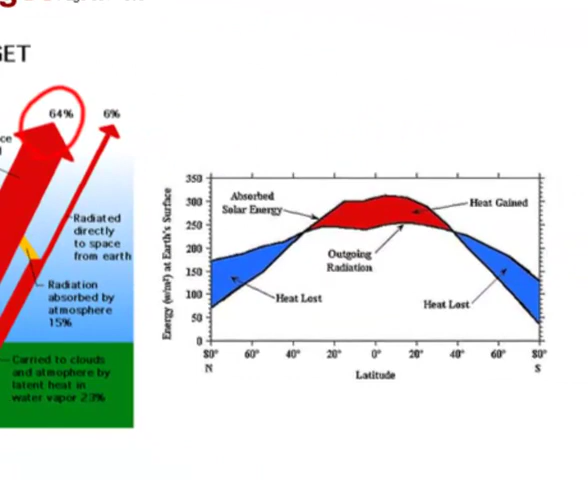 GET
64%
6%
Radiated
directly
to space
from earth
Radiation
absorbed by
atmosphere
15%
Carried to clouds
and atmophere by
latent heat in
water vapor 23%
Energy (w/m²) at Earth's Surface
350
300
250
200
150
100
50
0
Absorbed
Solar Energy
Heat Gained
Outgoing
Radiation
Heat Lost
Heat Lost
80° 60° 40° 20° 0° 20° 40° 60° 80°
N S
Latitude